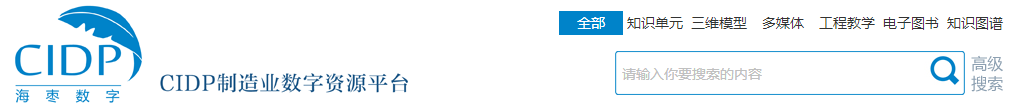 CIDP
海枣数字
CIDP制造业数字资源平台
全部 知识单元 三维模型 多媒体 工程教学 电子图书 知识图谱
请输入你要搜索的内容
高级
搜索